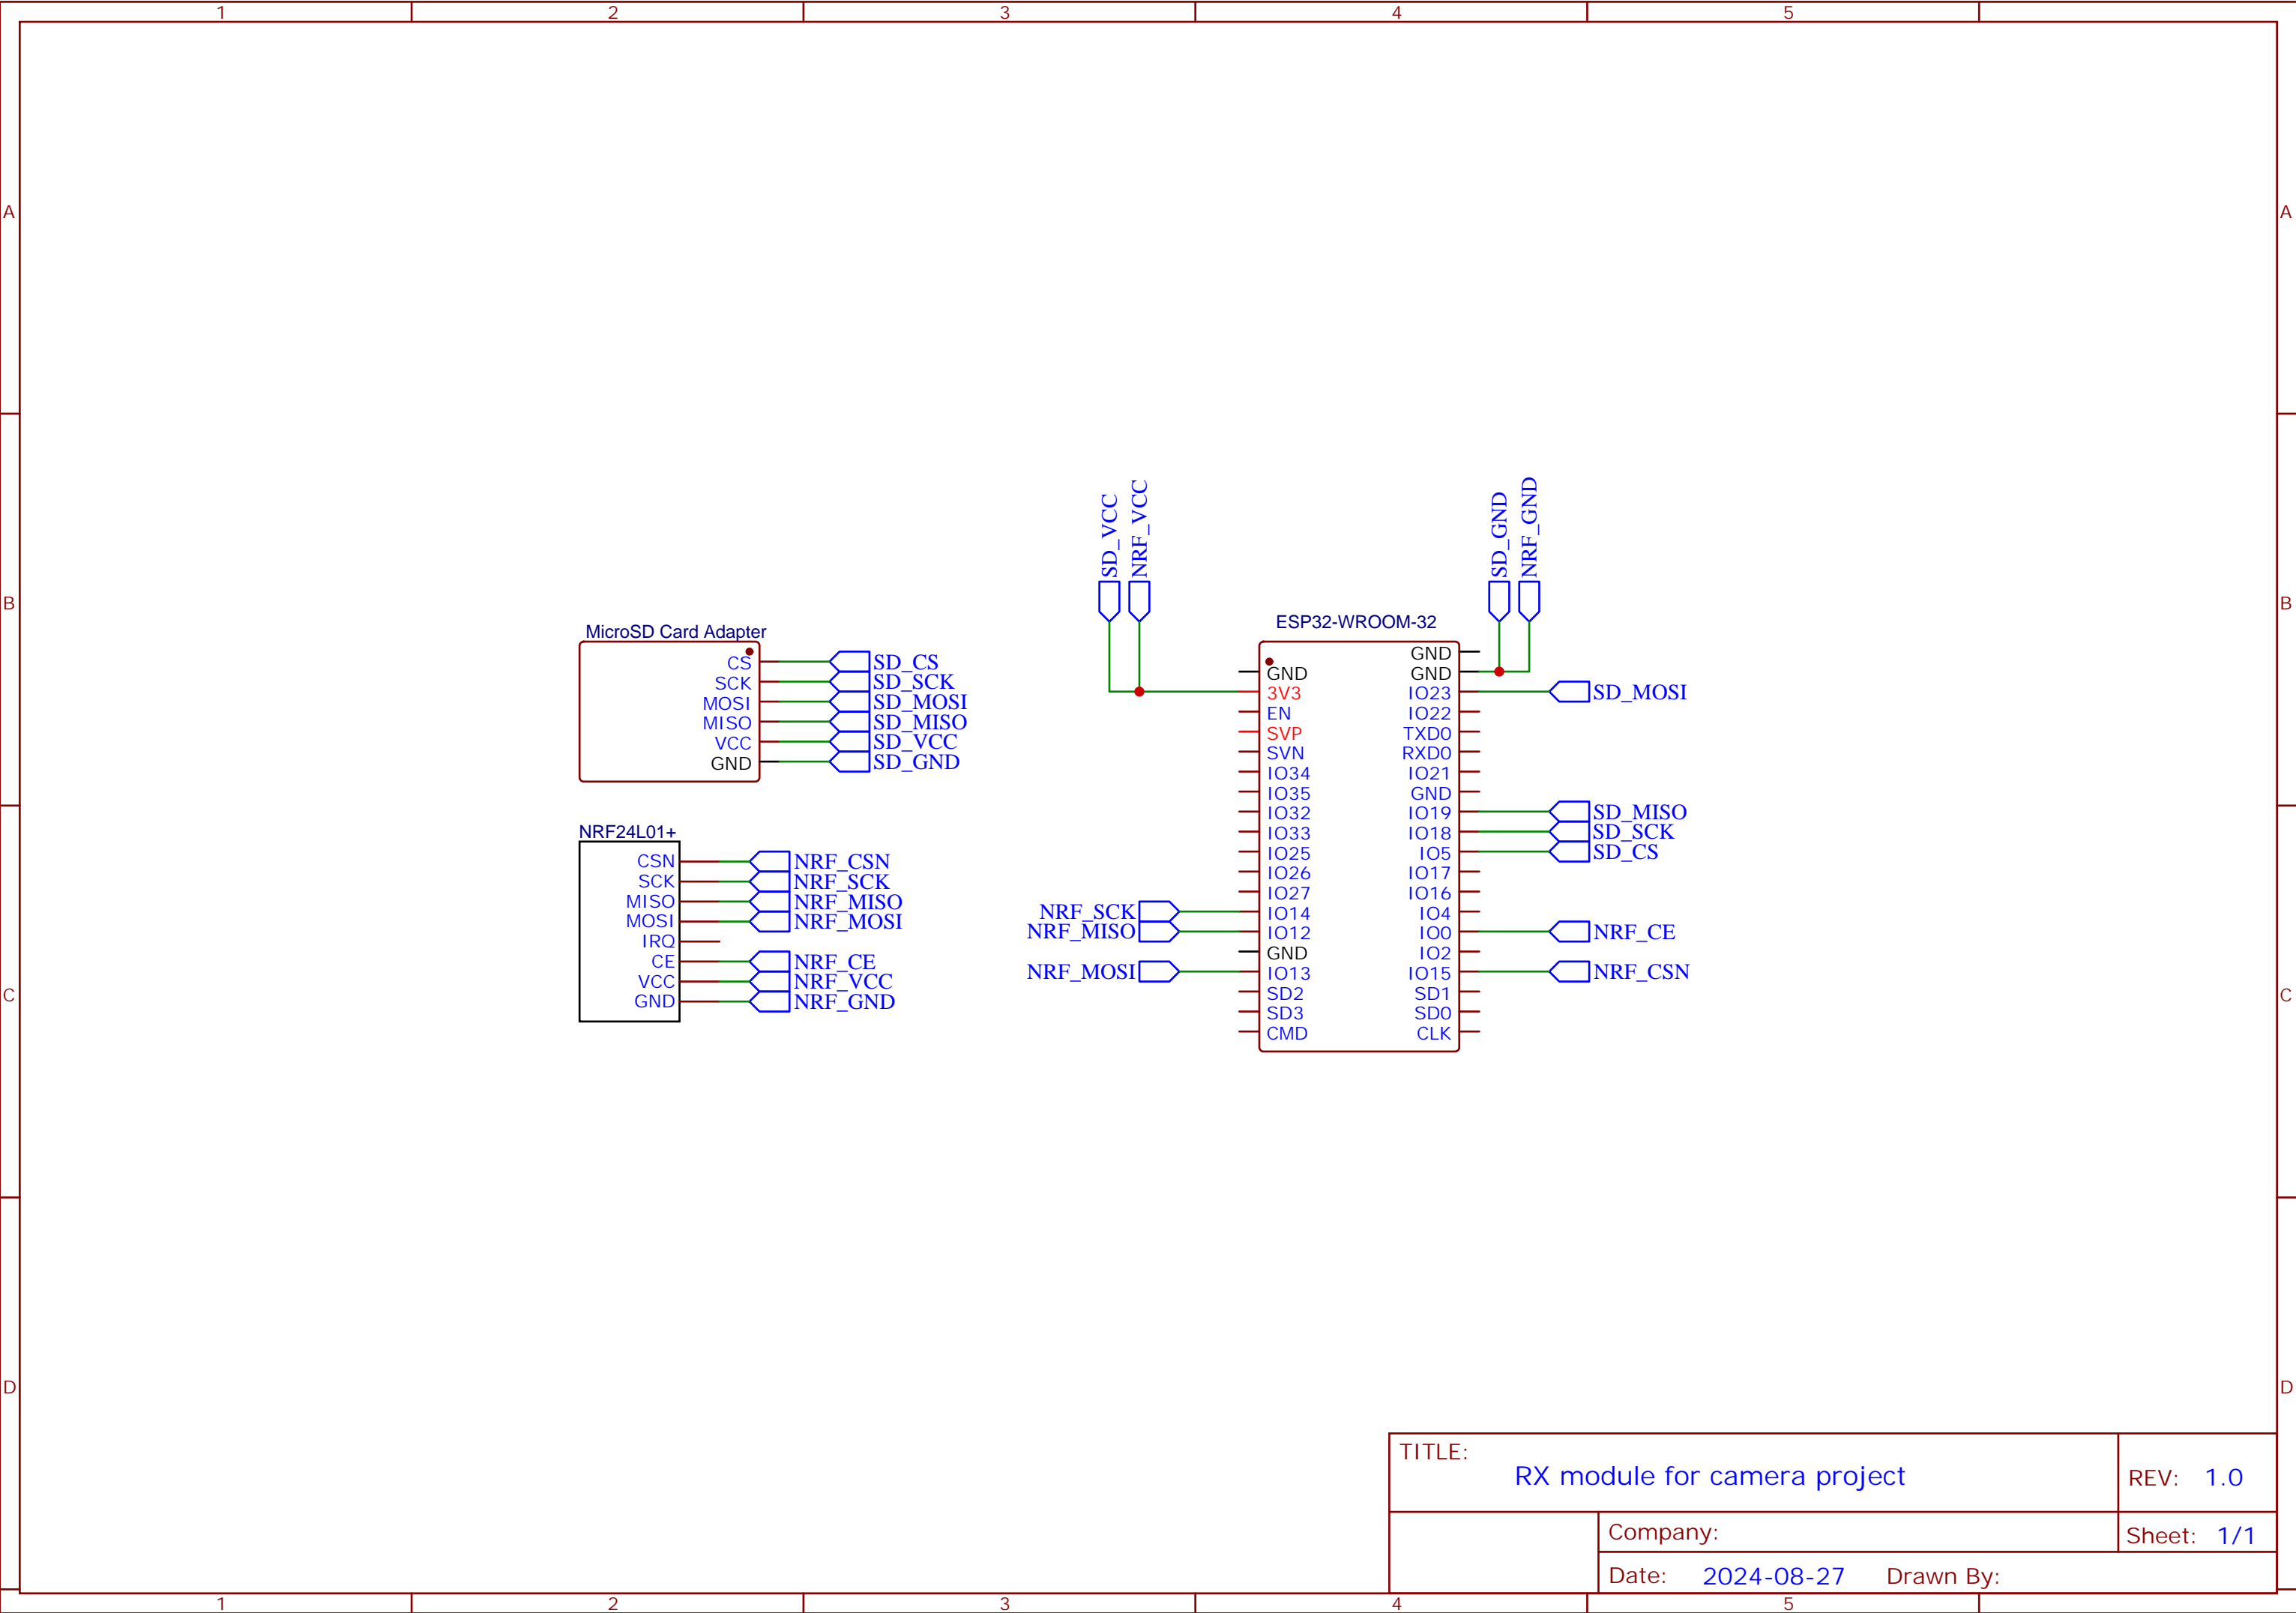 1 2 3 4 5
A A
B B
C C
D D
SD_VCC
NRF_VCC
SD_GND
NRF_GND
MicroSD Card Adapter
CS SD_CS
SCK SD_SCK
MOSI SD_MOSI
MISO SD_MISO
VCC SD_VCC
GND SD_GND
NRF24L01+
CSN NRF_CSN
SCK NRF_SCK
MISO NRF_MISO
MOSI NRF_MOSI
IRQ
CE NRF_CE
VCC NRF_VCC
GND NRF_GND
ESP32-WROOM-32
GND
GND GND
3V3 IO23 SD_MOSI
EN IO22
SVP TXD0
SVN RXD0
IO34 IO21
IO35 GND
IO32 IO19 SD_MISO
IO33 IO18 SD_SCK
IO25 IO5 SD_CS
IO26 IO17
IO27 IO16
NRF_SCK IO14 IO4
NRF_MISO IO12 IO0 NRF_CE
GND IO2
NRF_MOSI IO13 IO15 NRF_CSN
SD2 SD1
SD3 SD0
CMD CLK
TITLE:
RX module for camera project
REV: 1.0
Company:
Sheet: 1/1
Date: 2024-08-27 Drawn By:
1 2 3 4 5